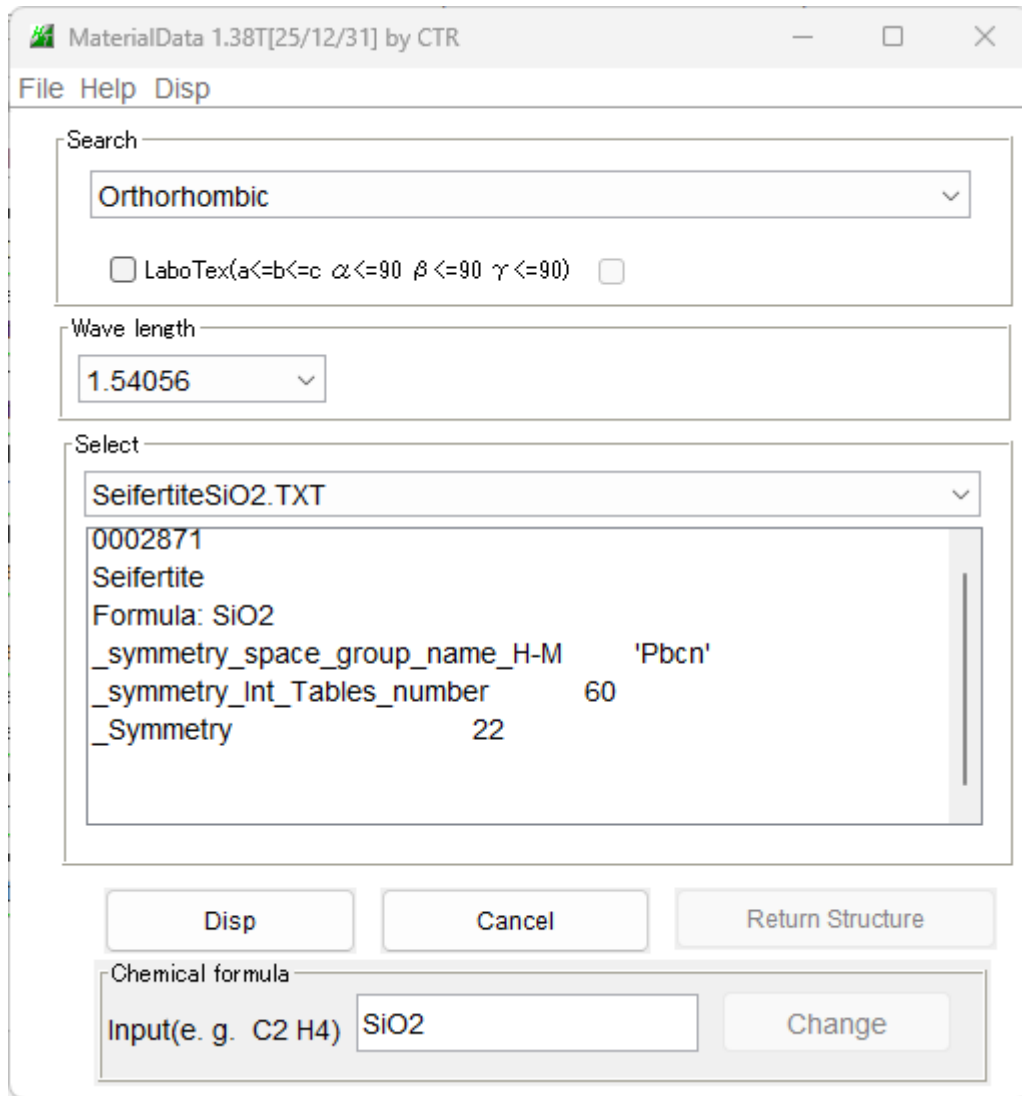 MaterialData 1.38T[25/12/31] by CTR
File Help Disp
Search
Orthorhombic
LaboTex(a<=b<=c α<=90 β<=90 γ<=90)
Wave length
1.54056
Select
SeifertiteSiO2.TXT
0002871
Seifertite
Formula: SiO2
_symmetry_space_group_name_H-M 'Pbcn'
_symmetry_Int_Tables_number 60
_Symmetry 22
Disp Cancel Return Structure
Chemical formula
Input(e. g. C2 H4) SiO2 Change